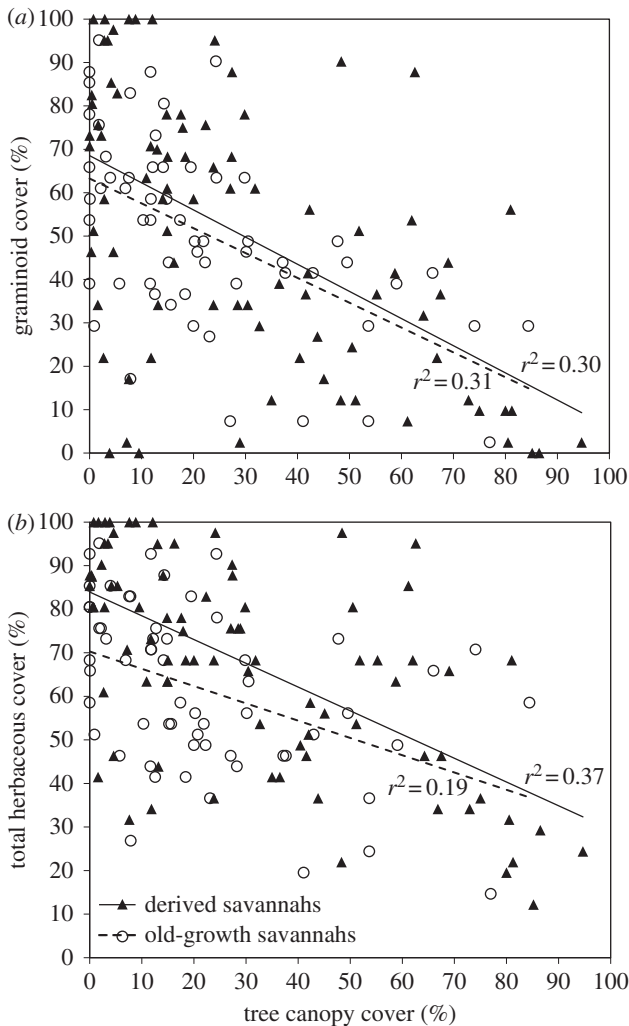 (a)
100
90
80
70
60
50
40
30
20
10
0
graminoid cover (%)
r² = 0.30
r² = 0.31
0 10 20 30 40 50 60 70 80 90 100
(b)
100
90
80
70
60
50
40
30
20
10
0
total herbaceous cover (%)
r² = 0.37
r² = 0.19
derived savannahs
old-growth savannahs
0 10 20 30 40 50 60 70 80 90 100
tree canopy cover (%)